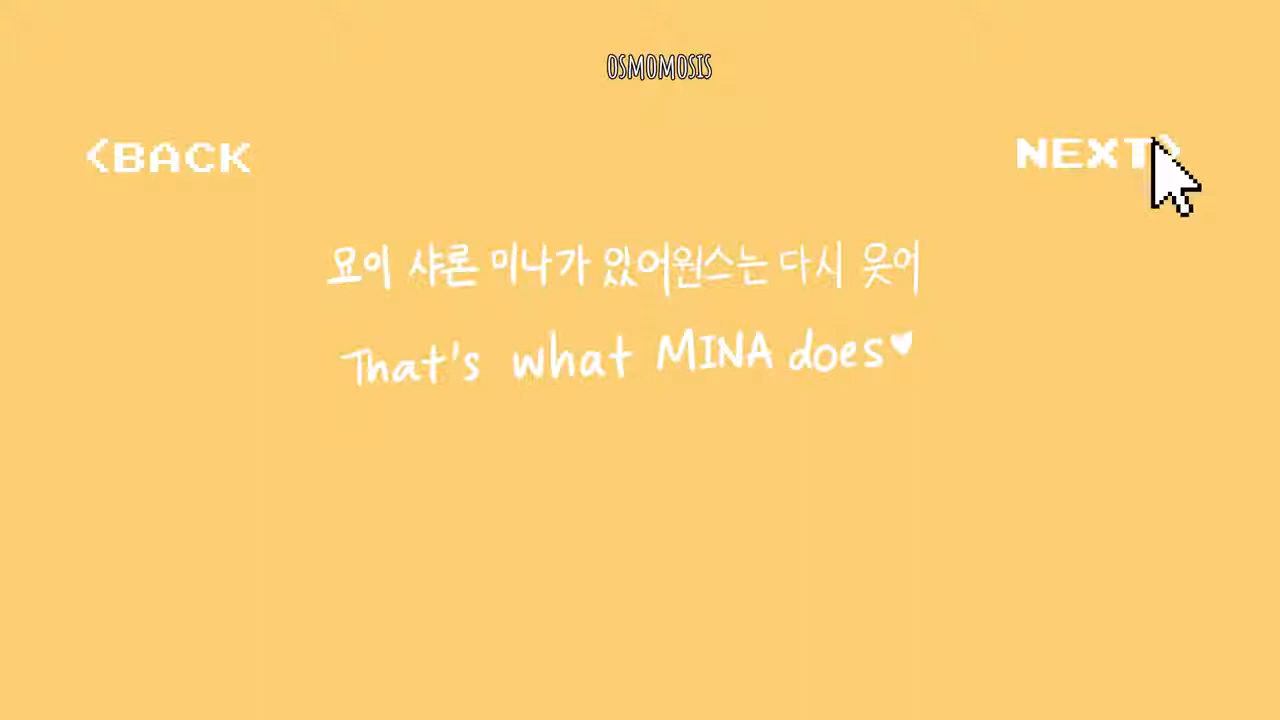 OSMOMOSIS
<BACK
NEXT>
묘이 샤론 미나가 있어원스는 다시 웃어
That's what MINA does♥